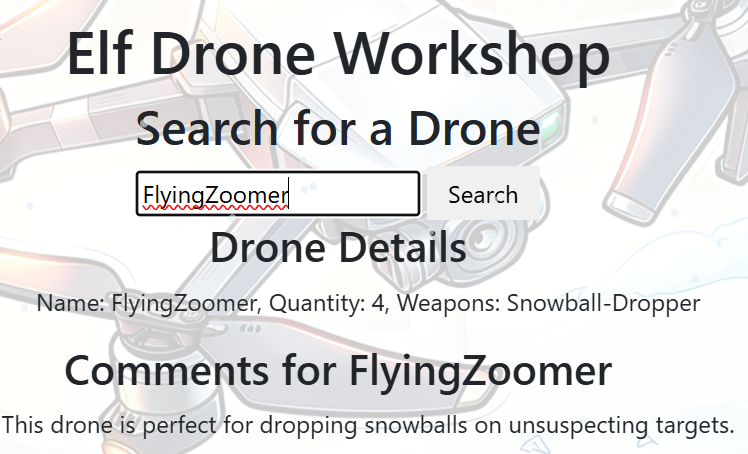 Elf Drone Workshop
Search for a Drone
FlyingZoomer Search
Drone Details
Name: FlyingZoomer, Quantity: 4, Weapons: Snowball-Dropper
Comments for FlyingZoomer
This drone is perfect for dropping snowballs on unsuspecting targets.